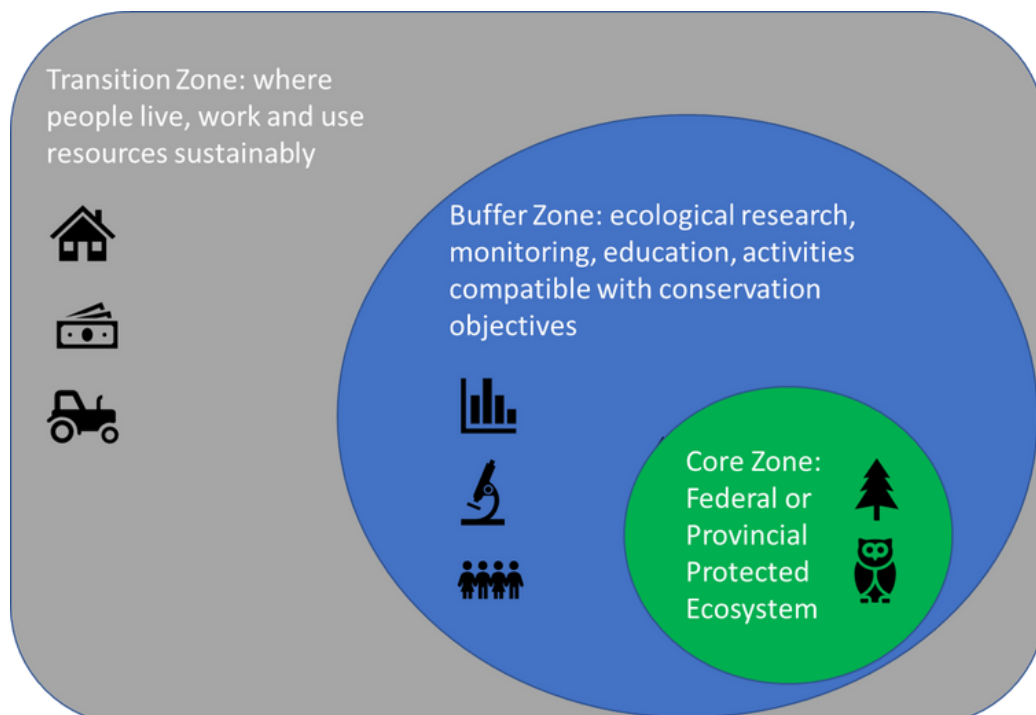 Transition Zone: where
people live, work and use
resources sustainably
Buffer Zone: ecological research,
monitoring, education, activities
compatible with conservation
objectives
Core Zone:
Federal or
Provincial
Protected
Ecosystem